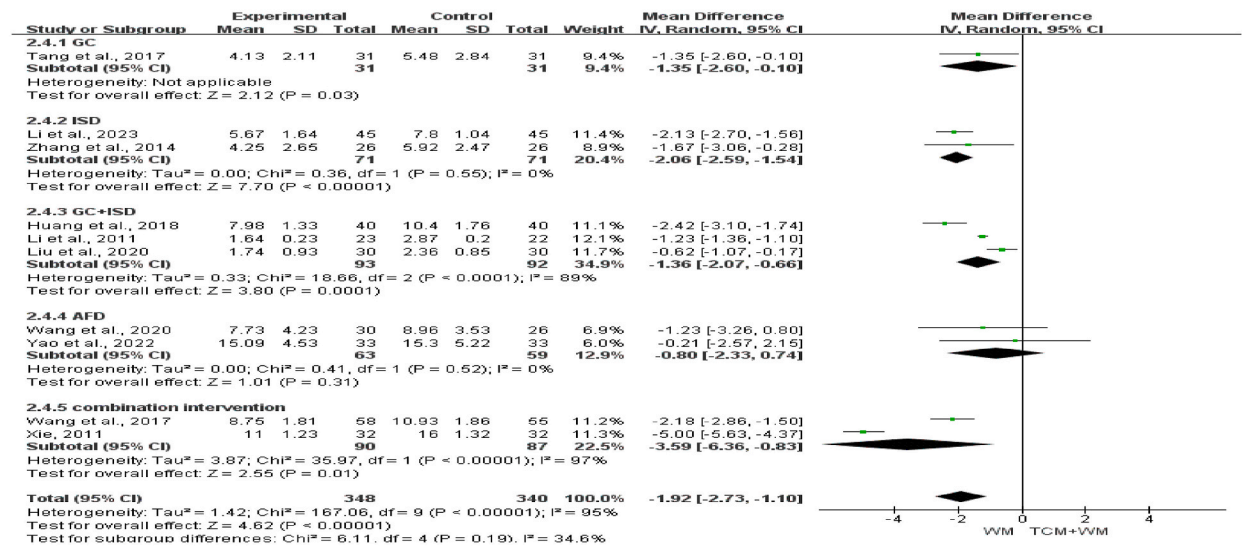 Experimental Control Mean Difference Mean Difference
Study or Subgroup Mean SD Total Mean SD Total Weight IV, Random, 95% CI IV, Random, 95% CI
2.4.1 GC
Tang et al., 2017 4.13 2.11 31 5.48 2.84 31 9.4% -1.35 [-2.60, -0.10]
Subtotal (95% CI) 31 31 9.4% -1.35 [-2.60, -0.10]
Heterogeneity: Not applicable
Test for overall effect: Z = 2.12 (P = 0.03)
2.4.2 ISD
Li et al., 2023 5.67 1.64 45 7.8 1.04 45 11.4% -2.13 [-2.70, -1.56]
Zhang et al., 2014 4.25 2.65 26 5.92 2.47 26 8.9% -1.67 [-3.06, -0.28]
Subtotal (95% CI) 71 71 20.4% -2.06 [-2.59, -1.54]
Heterogeneity: Tau² = 0.00; Chi² = 0.36, df = 1 (P = 0.55); I² = 0%
Test for overall effect: Z = 7.70 (P < 0.00001)
2.4.3 GC+ISD
Huang et al., 2018 7.98 1.33 40 10.4 1.76 40 11.1% -2.42 [-3.10, -1.74]
Li et al., 2011 1.64 0.23 23 2.87 0.2 22 12.1% -1.23 [-1.36, -1.10]
Liu et al., 2020 1.74 0.93 30 2.36 0.85 30 11.7% -0.62 [-1.07, -0.17]
Subtotal (95% CI) 93 92 34.9% -1.36 [-2.07, -0.66]
Heterogeneity: Tau² = 0.33; Chi² = 18.66, df = 2 (P < 0.0001); I² = 89%
Test for overall effect: Z = 3.80 (P = 0.0001)
2.4.4 AFD
Wang et al., 2020 7.73 4.23 30 8.96 3.53 26 6.9% -1.23 [-3.26, 0.80]
Yao et al., 2022 15.09 4.53 33 15.3 5.22 33 6.0% -0.21 [-2.57, 2.15]
Subtotal (95% CI) 63 59 12.9% -0.80 [-2.33, 0.74]
Heterogeneity: Tau² = 0.00; Chi² = 0.41, df = 1 (P = 0.52); I² = 0%
Test for overall effect: Z = 1.01 (P = 0.31)
2.4.5 combination intervention
Wang et al., 2017 8.75 1.81 58 10.93 1.86 55 11.2% -2.18 [-2.86, -1.50]
Xie, 2011 11 1.23 32 16 1.32 32 11.3% -5.00 [-5.63, -4.37]
Subtotal (95% CI) 90 87 22.5% -3.59 [-6.36, -0.83]
Heterogeneity: Tau² = 3.87; Chi² = 35.97, df = 1 (P < 0.00001); I² = 97%
Test for overall effect: Z = 2.55 (P = 0.01)
Total (95% CI) 348 340 100.0% -1.92 [-2.73, -1.10]
Heterogeneity: Tau² = 1.42; Chi² = 167.06, df = 9 (P < 0.00001); I² = 95%
-4 -2 0 2 4
Test for overall effect: Z = 4.62 (P < 0.00001)
WM TCM+WM
Test for subgroup differences: Chi² = 6.11, df = 4 (P = 0.19), I² = 34.6%